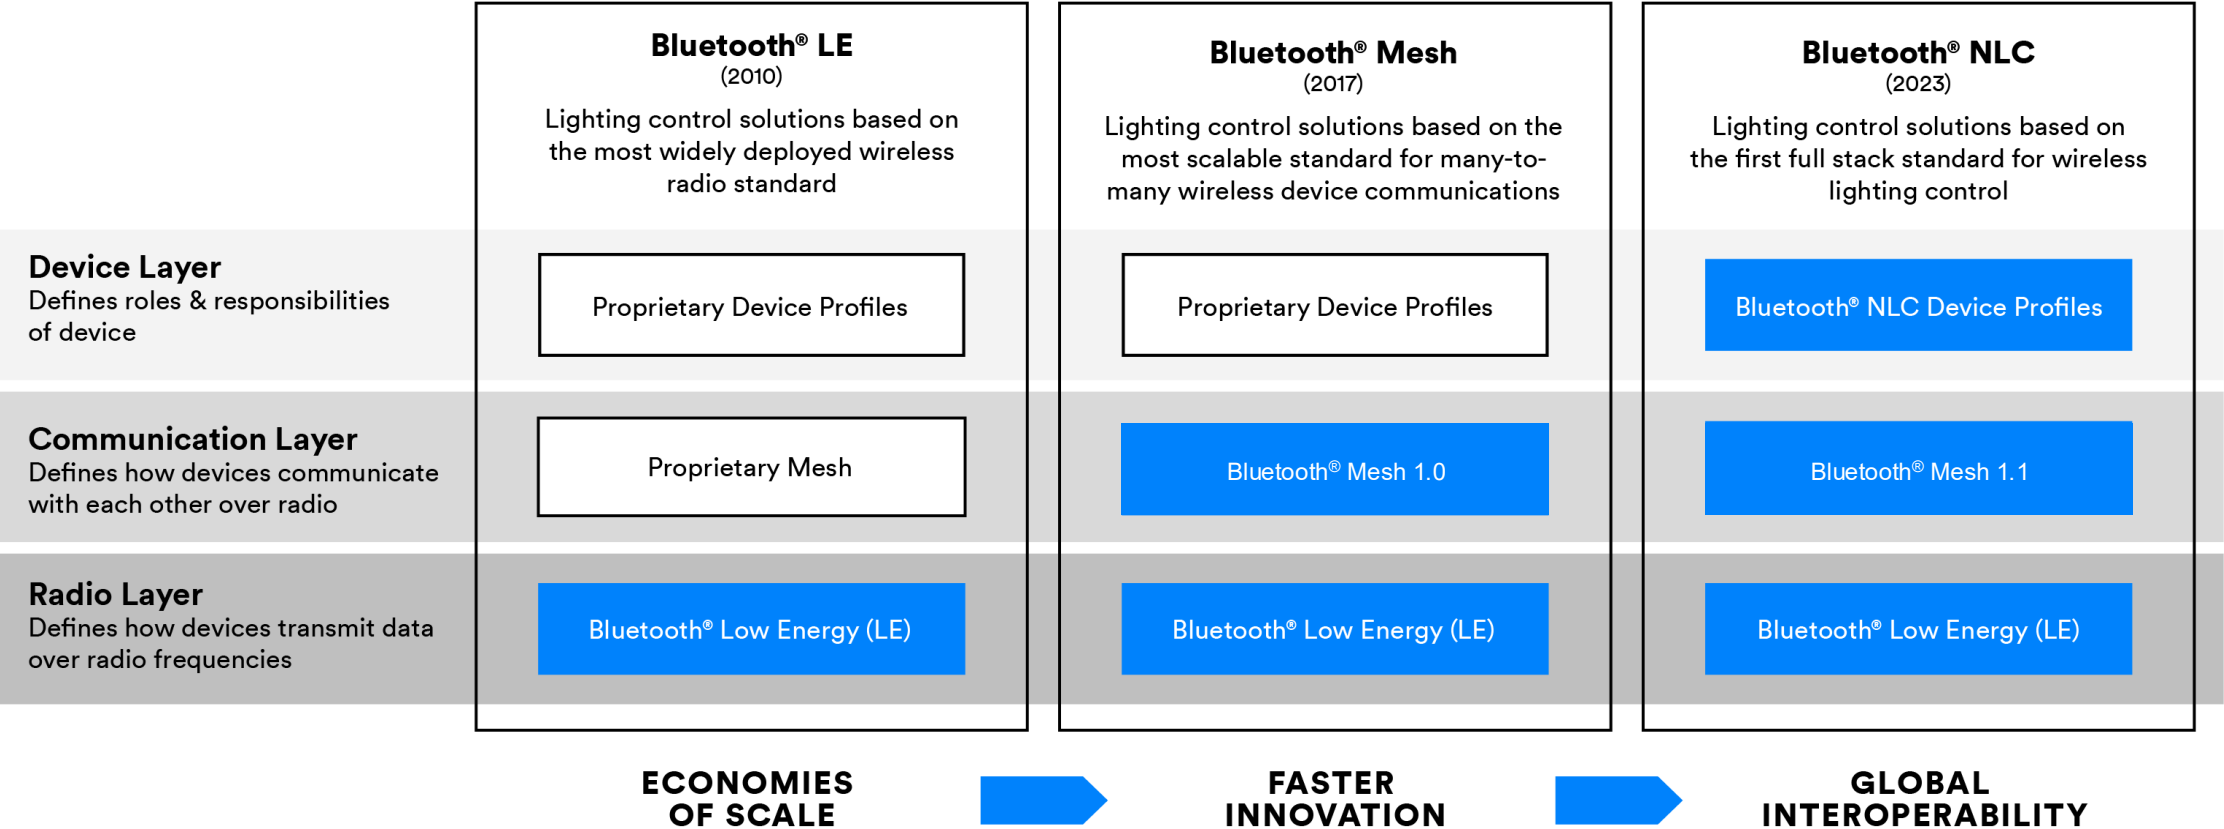 Bluetooth® LE
(2010)
Lighting control solutions based on
the most widely deployed wireless
radio standard
Bluetooth® Mesh
(2017)
Lighting control solutions based on the
most scalable standard for many-to-
many wireless device communications
Bluetooth® NLC
(2023)
Lighting control solutions based on
the first full stack standard for wireless
lighting control
Device Layer
Defines roles & responsibilities
of device
Proprietary Device Profiles
Proprietary Device Profiles
Bluetooth® NLC Device Profiles
Communication Layer
Defines how devices communicate
with each other over radio
Proprietary Mesh
Bluetooth® Mesh 1.0
Bluetooth® Mesh 1.1
Radio Layer
Defines how devices transmit data
over radio frequencies
Bluetooth® Low Energy (LE)
Bluetooth® Low Energy (LE)
Bluetooth® Low Energy (LE)
ECONOMIES
OF SCALE
FASTER
INNOVATION
GLOBAL
INTEROPERABILITY